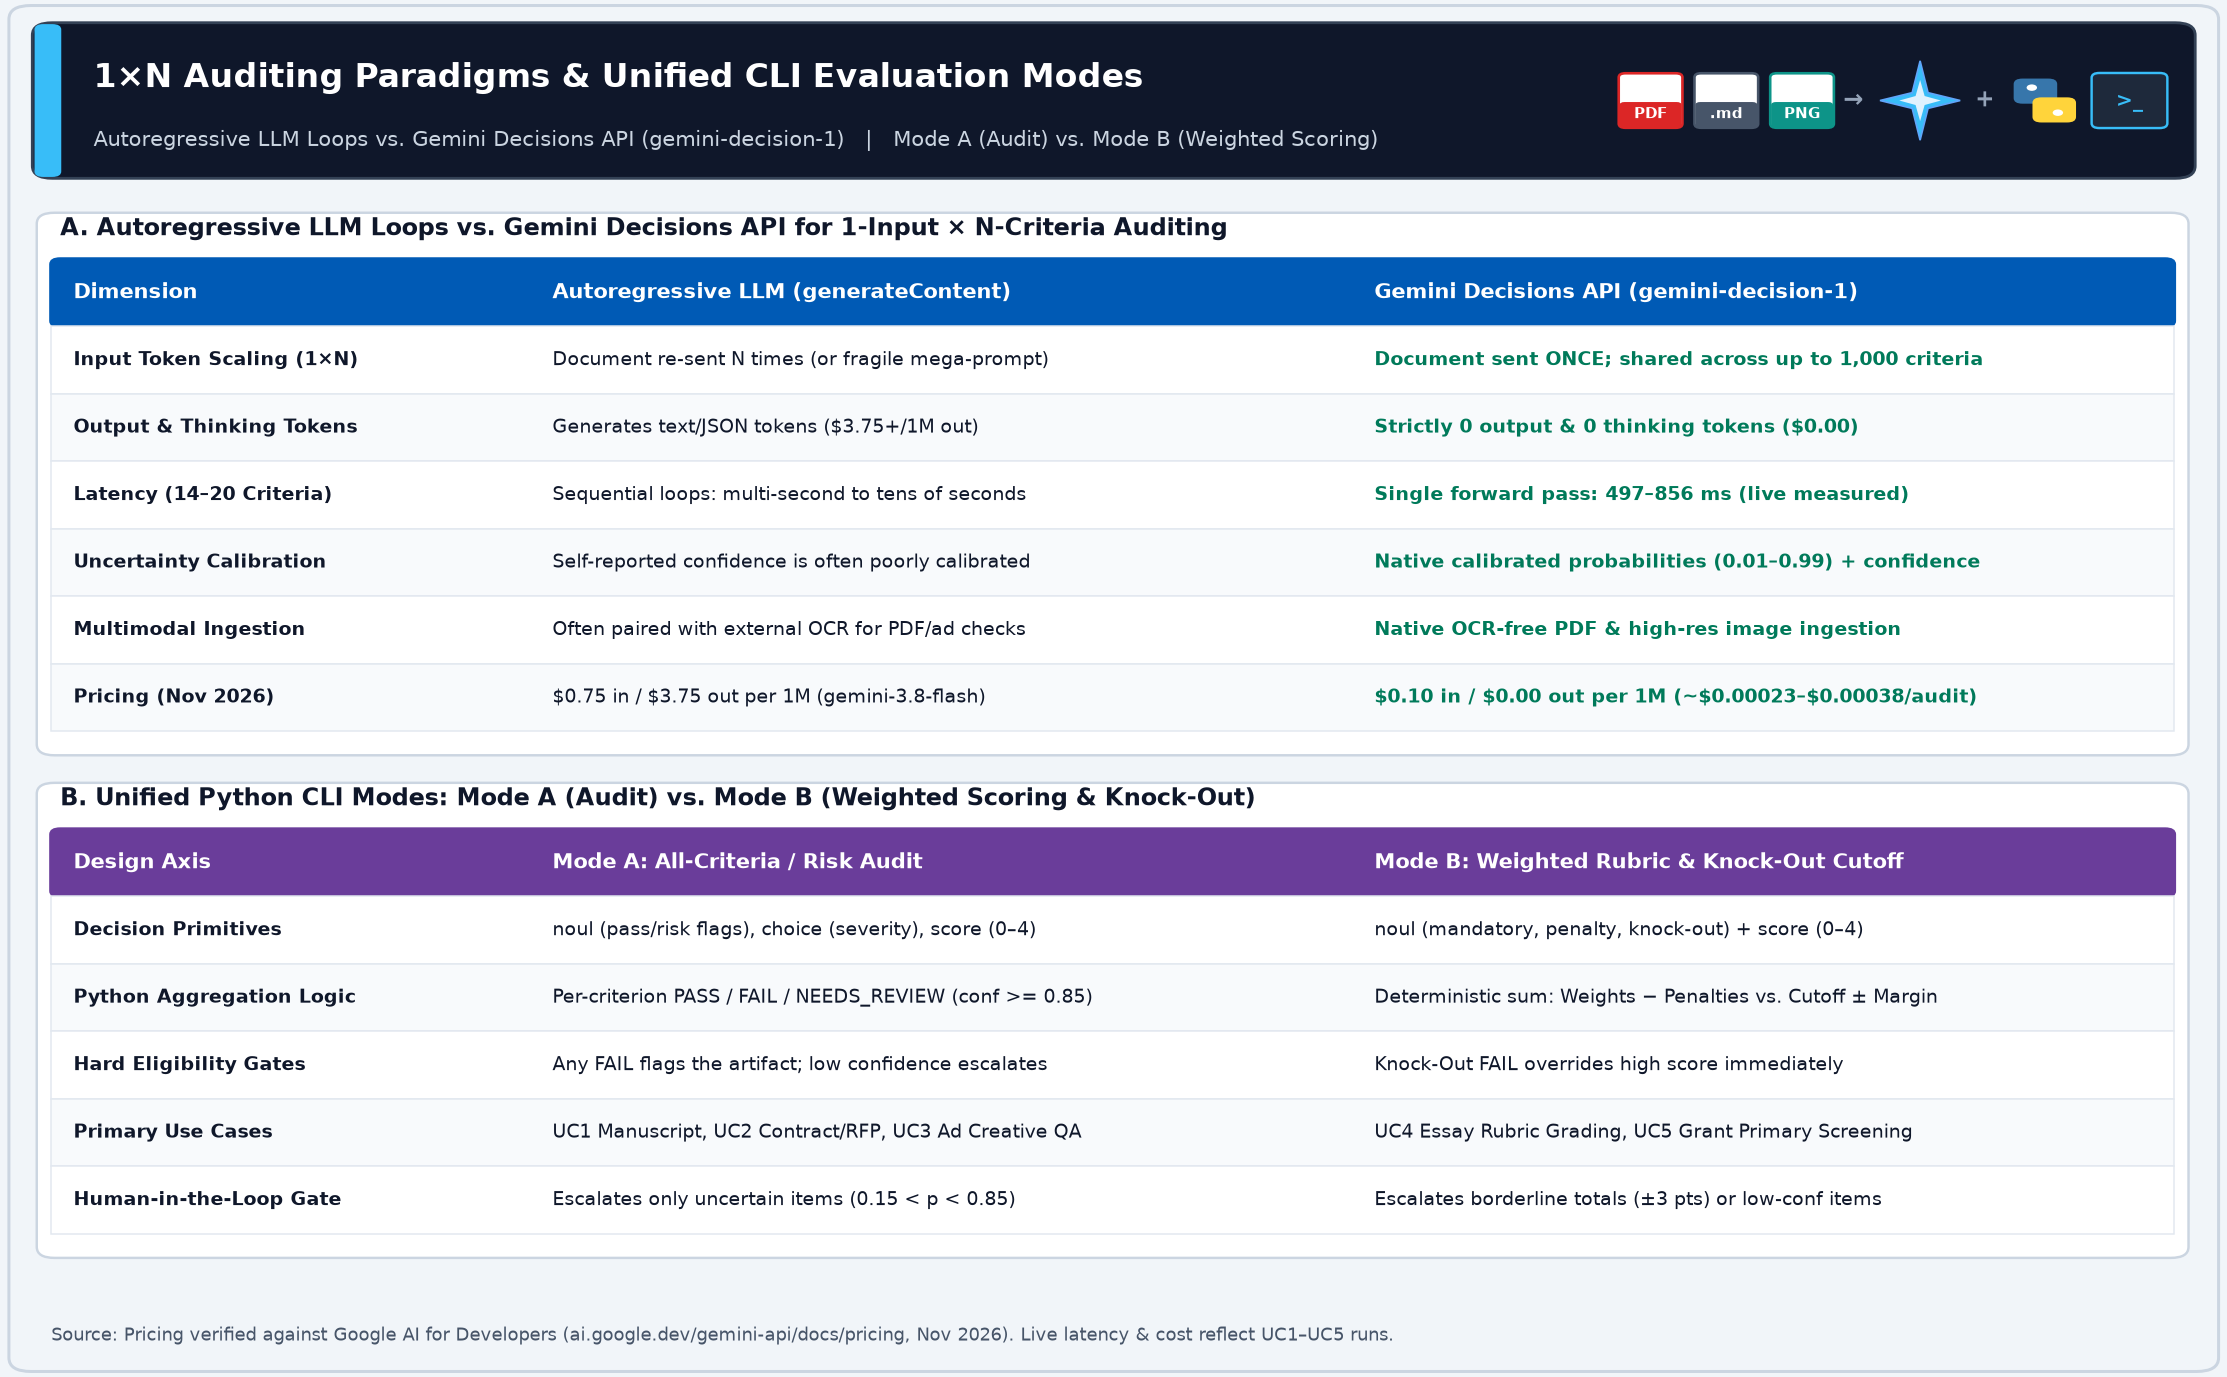 1×N Auditing Paradigms & Unified CLI Evaluation Modes
Autoregressive LLM Loops vs. Gemini Decisions API (gemini-decision-1) | Mode A (Audit) vs. Mode B (Weighted Scoring)
PDF .md PNG → + >_
A. Autoregressive LLM Loops vs. Gemini Decisions API for 1-Input × N-Criteria Auditing
Dimension Autoregressive LLM (generateContent) Gemini Decisions API (gemini-decision-1)
Input Token Scaling (1×N) Document re-sent N times (or fragile mega-prompt) Document sent ONCE; shared across up to 1,000 criteria
Output & Thinking Tokens Generates text/JSON tokens ($3.75+/1M out) Strictly 0 output & 0 thinking tokens ($0.00)
Latency (14–20 Criteria) Sequential loops: multi-second to tens of seconds Single forward pass: 497–856 ms (live measured)
Uncertainty Calibration Self-reported confidence is often poorly calibrated Native calibrated probabilities (0.01–0.99) + confidence
Multimodal Ingestion Often paired with external OCR for PDF/ad checks Native OCR-free PDF & high-res image ingestion
Pricing (Nov 2026) $0.75 in / $3.75 out per 1M (gemini-3.8-flash) $0.10 in / $0.00 out per 1M (~$0.00023–$0.00038/audit)
B. Unified Python CLI Modes: Mode A (Audit) vs. Mode B (Weighted Scoring & Knock-Out)
Design Axis Mode A: All-Criteria / Risk Audit Mode B: Weighted Rubric & Knock-Out Cutoff
Decision Primitives noul (pass/risk flags), choice (severity), score (0–4) noul (mandatory, penalty, knock-out) + score (0–4)
Python Aggregation Logic Per-criterion PASS / FAIL / NEEDS_REVIEW (conf >= 0.85) Deterministic sum: Weights − Penalties vs. Cutoff ± Margin
Hard Eligibility Gates Any FAIL flags the artifact; low confidence escalates Knock-Out FAIL overrides high score immediately
Primary Use Cases UC1 Manuscript, UC2 Contract/RFP, UC3 Ad Creative QA UC4 Essay Rubric Grading, UC5 Grant Primary Screening
Human-in-the-Loop Gate Escalates only uncertain items (0.15 < p < 0.85) Escalates borderline totals (±3 pts) or low-conf items
Source: Pricing verified against Google AI for Developers (ai.google.dev/gemini-api/docs/pricing, Nov 2026). Live latency & cost reflect UC1–UC5 runs.